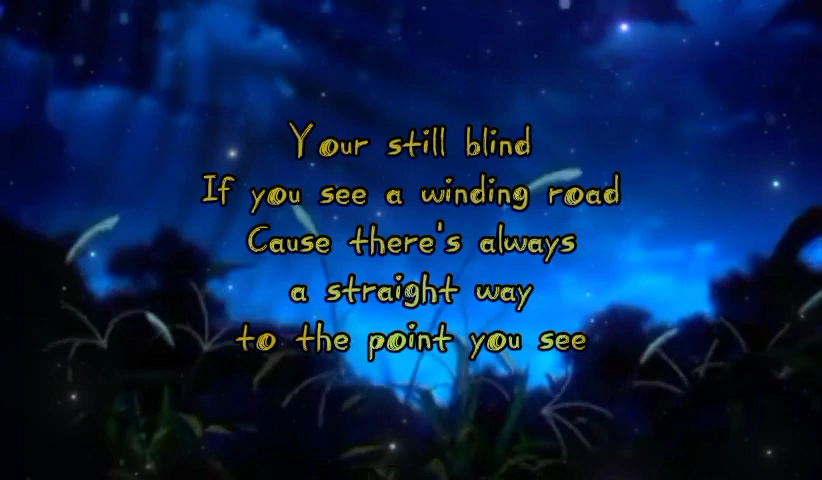 Your still blind
If you see a winding road
Cause there's always
a straight way
to the point you see